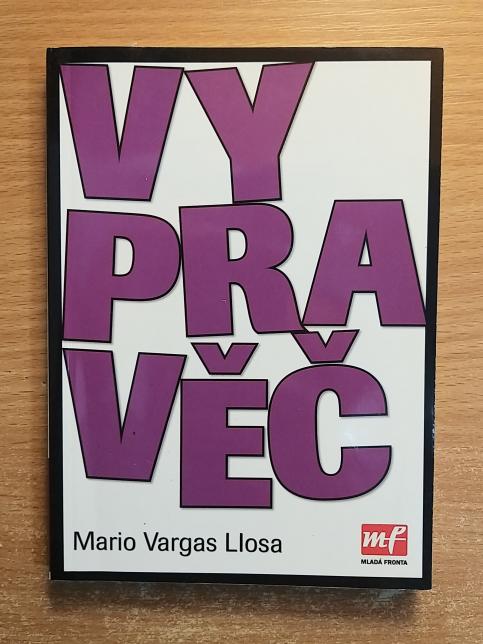 VY
PRA
VĚČ
Mario Vargas Llosa
mf
MLADÁ FRONTA